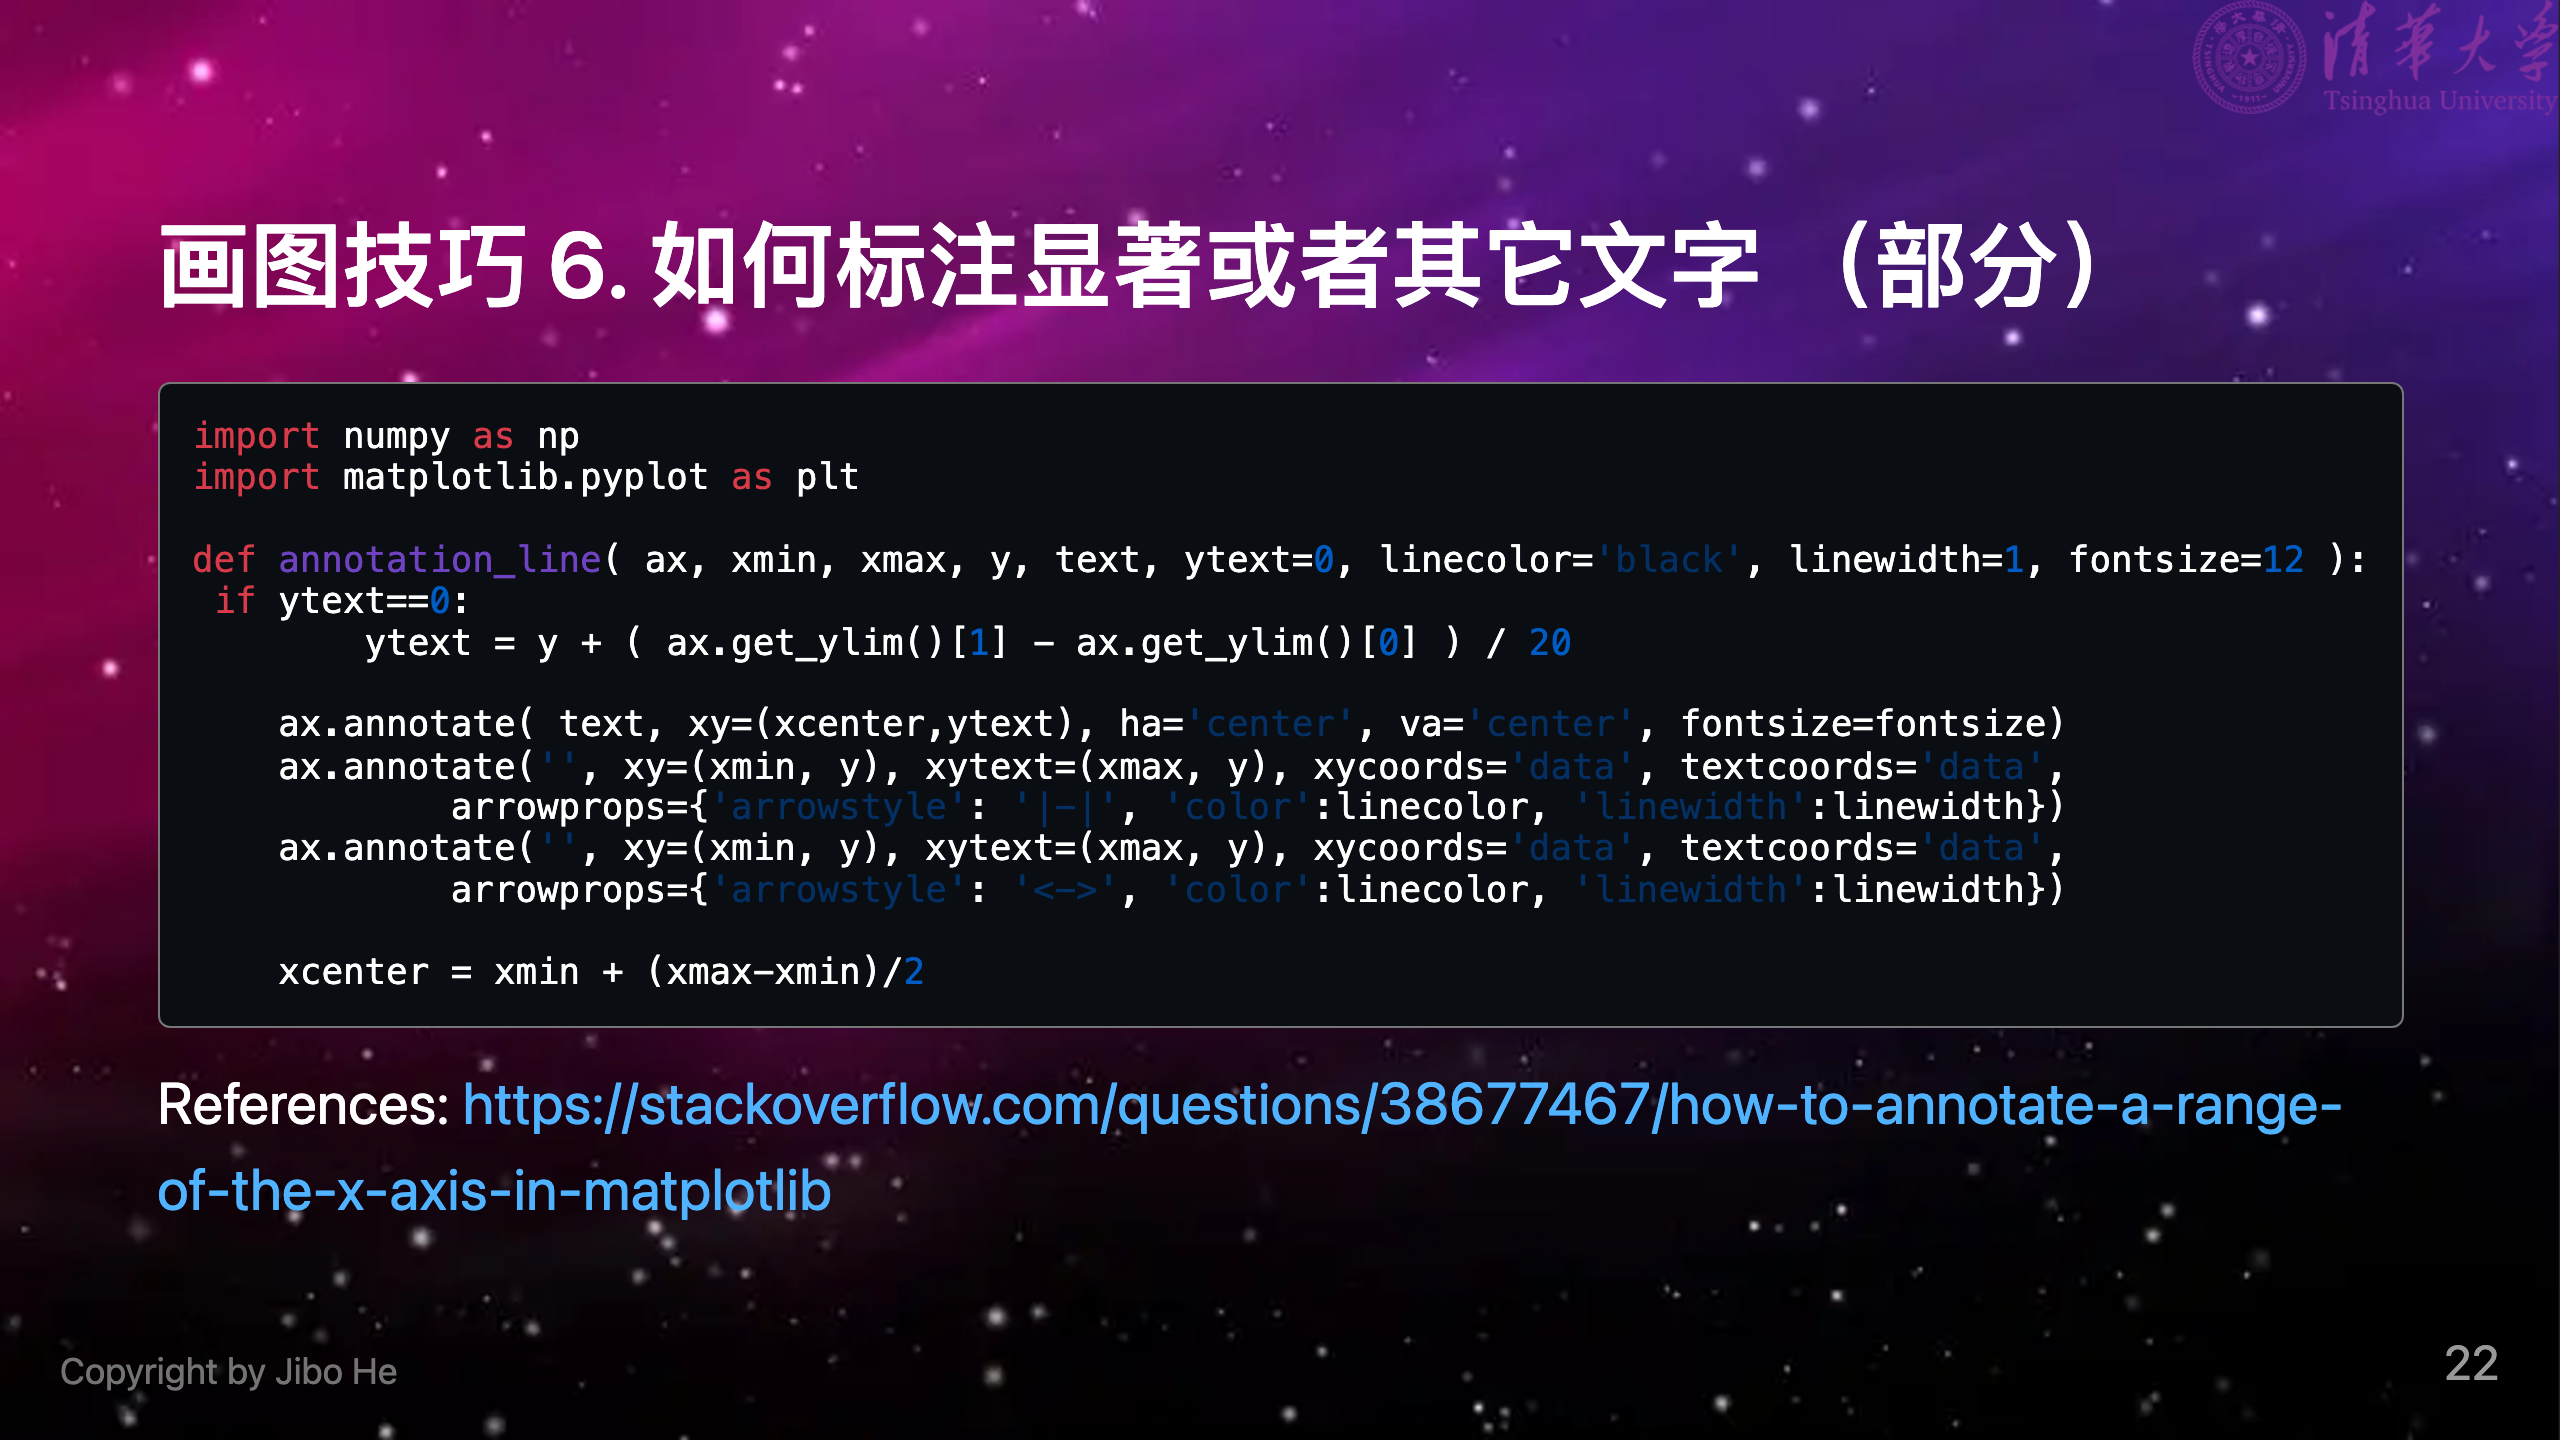 清华大学
Tsinghua University
画图技巧 6. 如何标注显著或者其它文字 （部分）
import numpy as np
import matplotlib.pyplot as plt
def annotation_line( ax, xmin, xmax, y, text, ytext=0, linecolor='black', linewidth=1, fontsize=12 ):
 if ytext==0:
        ytext = y + ( ax.get_ylim()[1] - ax.get_ylim()[0] ) / 20
    ax.annotate( text, xy=(xcenter,ytext), ha='center', va='center', fontsize=fontsize)
    ax.annotate('', xy=(xmin, y), xytext=(xmax, y), xycoords='data', textcoords='data',
            arrowprops={'arrowstyle': '|-|', 'color':linecolor, 'linewidth':linewidth})
    ax.annotate('', xy=(xmin, y), xytext=(xmax, y), xycoords='data', textcoords='data',
            arrowprops={'arrowstyle': '<->', 'color':linecolor, 'linewidth':linewidth})
    xcenter = xmin + (xmax-xmin)/2
References: https://stackoverflow.com/questions/38677467/how-to-annotate-a-range-
of-the-x-axis-in-matplotlib
Copyright by Jibo He
22